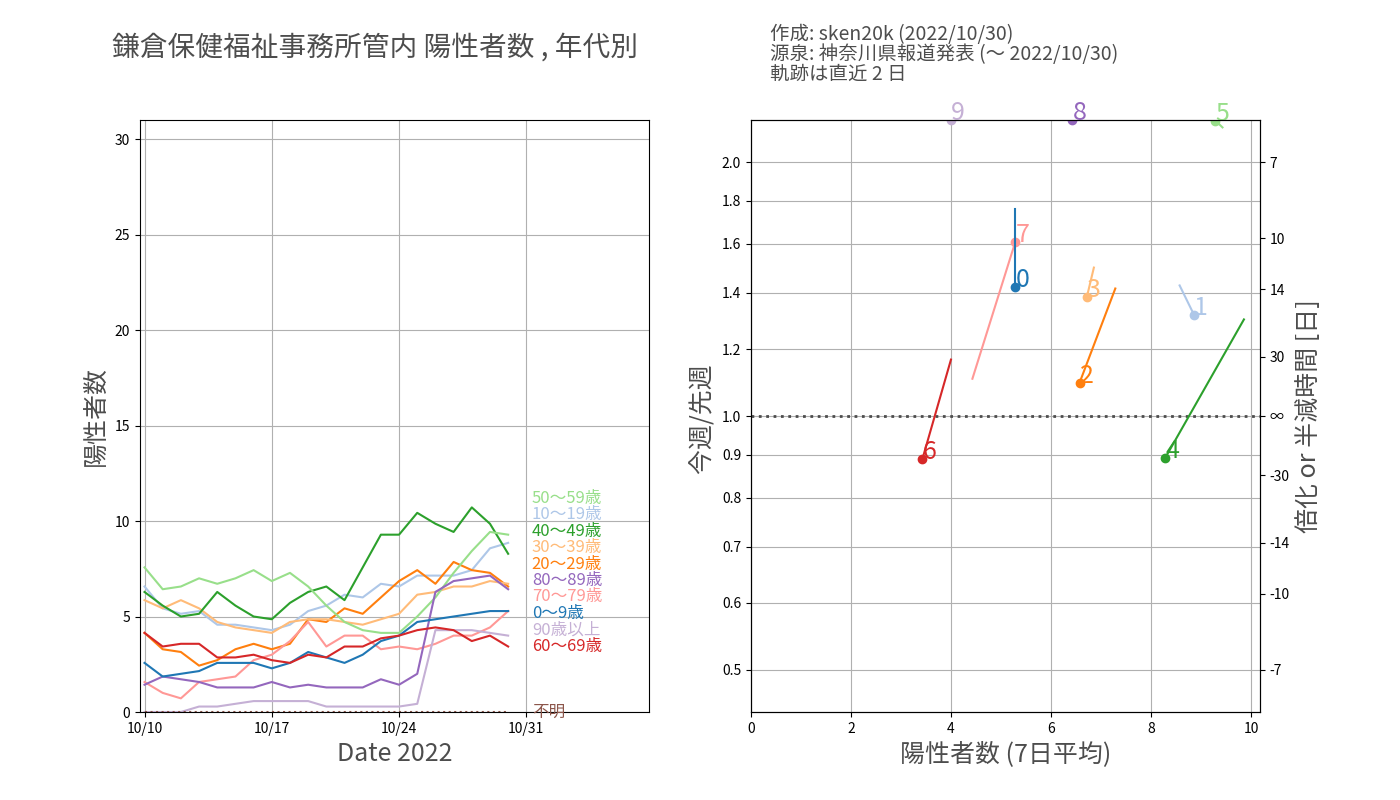 鎌倉保健福祉事務所管内 陽性者数 , 年代別
作成: sken20k (2022/10/30)
源泉: 神奈川県報道発表 (〜 2022/10/30)
軌跡は直近 2 日
陽性者数
30
25
20
15
10
5
0
10/10
10/17
10/24
10/31
Date 2022
50〜59歳
10〜19歳
40〜49歳
30〜39歳
20〜29歳
80〜89歳
70〜79歳
0〜9歳
90歳以上
60〜69歳
不明
今週/先週
2.0
1.8
1.6
1.4
1.2
1.0
0.9
0.8
0.7
0.6
0.5
9
8
5
7
0
3
1
2
6
4
0
2
4
6
8
10
陽性者数 (7日平均)
7
10
14
30
∞
-30
-14
-10
-7
倍化 or 半減時間 [日]